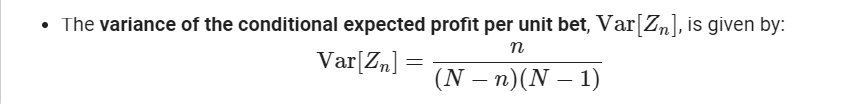 • The variance of the conditional expected profit per unit bet, Var[Zₙ], is given by:
Var[Zₙ] = n / ((N − n)(N − 1))